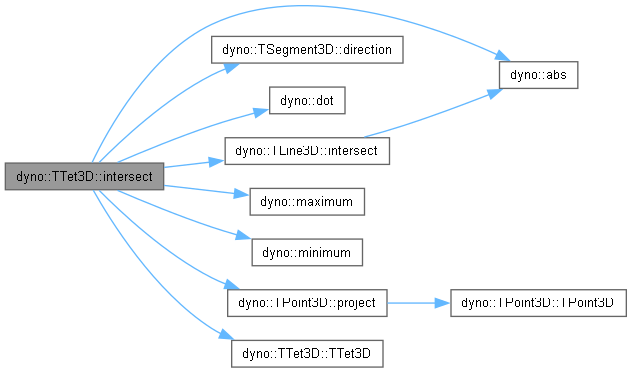 dyno::TSegment3D::direction
dyno::abs
dyno::dot
dyno::TLine3D::intersect
dyno::TTet3D::intersect
dyno::maximum
dyno::minimum
dyno::TPoint3D::project
dyno::TPoint3D::TPoint3D
dyno::TTet3D::TTet3D